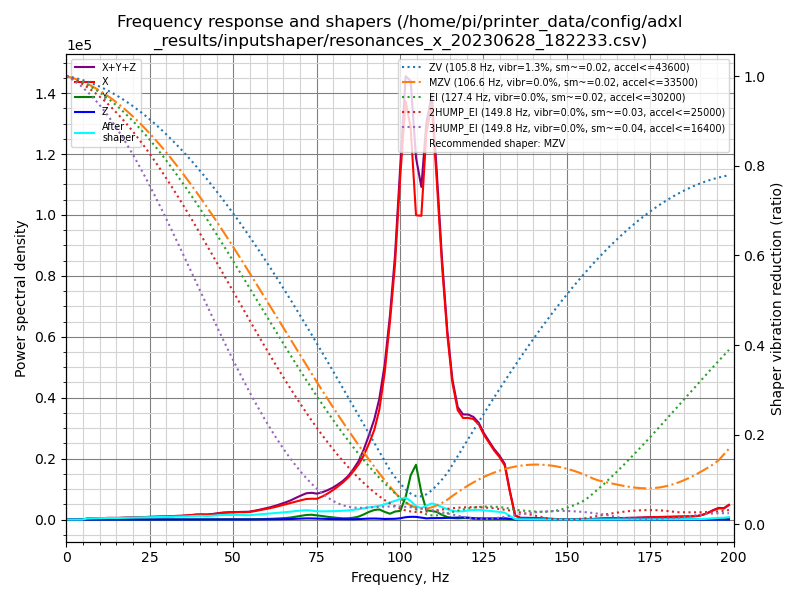 Frequency response and shapers (/home/pi/printer_data/config/adxl
_results/inputshaper/resonances_x_20230628_182233.csv)
1e5
X+Y+Z
X
Y
Z
After
shaper
ZV (105.8 Hz, vibr=1.3%, sm~=0.02, accel<=43600)
MZV (106.6 Hz, vibr=0.0%, sm~=0.02, accel<=33500)
EI (127.4 Hz, vibr=0.0%, sm~=0.02, accel<=30200)
2HUMP_EI (149.8 Hz, vibr=0.0%, sm~=0.03, accel<=25000)
3HUMP_EI (149.8 Hz, vibr=0.0%, sm~=0.04, accel<=16400)
Recommended shaper: MZV
Power spectral density
1.4
1.2
1.0
0.8
0.6
0.4
0.2
0.0
1.0
0.8
0.6
0.4
0.2
0.0
Shaper vibration reduction (ratio)
0 25 50 75 100 125 150 175 200
Frequency, Hz